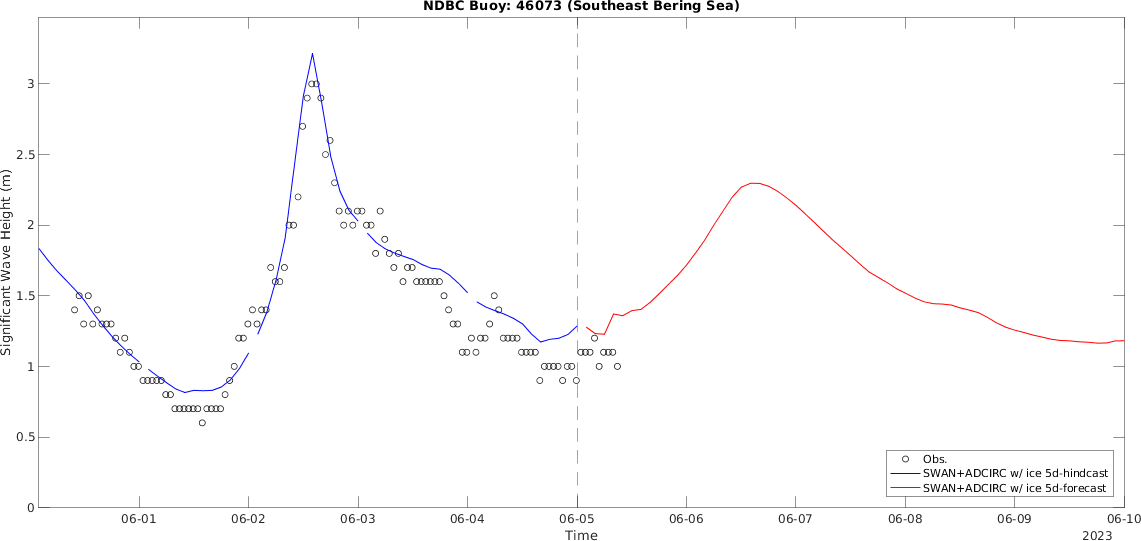 NDBC Buoy: 46073 (Southeast Bering Sea)
Significant Wave Height (m)
3
2.5
2
1.5
1
0.5
0
Obs.
SWAN+ADCIRC w/ ice 5d-hindcast
SWAN+ADCIRC w/ ice 5d-forecast
06-01 06-02 06-03 06-04 06-05 06-06 06-07 06-08 06-09 06-10
Time
2023